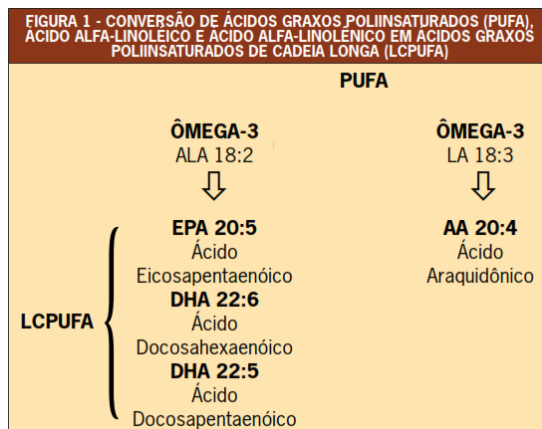 FIGURA 1 - CONVERSÃO DE ÁCIDOS GRAXOS POLIINSATURADOS (PUFA),
ÁCIDO ALFA-LINOLÉICO E ÁCIDO ALFA-LINOLÊNICO EM ÁCIDOS GRAXOS
POLIINSATURADOS DE CADEIA LONGA (LCPUFA)
PUFA
ÔMEGA-3
ALA 18:2
ÔMEGA-3
LA 18:3
LCPUFA
EPA 20:5
Ácido
Eicosapentaenóico
DHA 22:6
Ácido
Docosahexaenóico
DHA 22:5
Ácido
Docosapentaenóico
AA 20:4
Ácido
Araquidônico